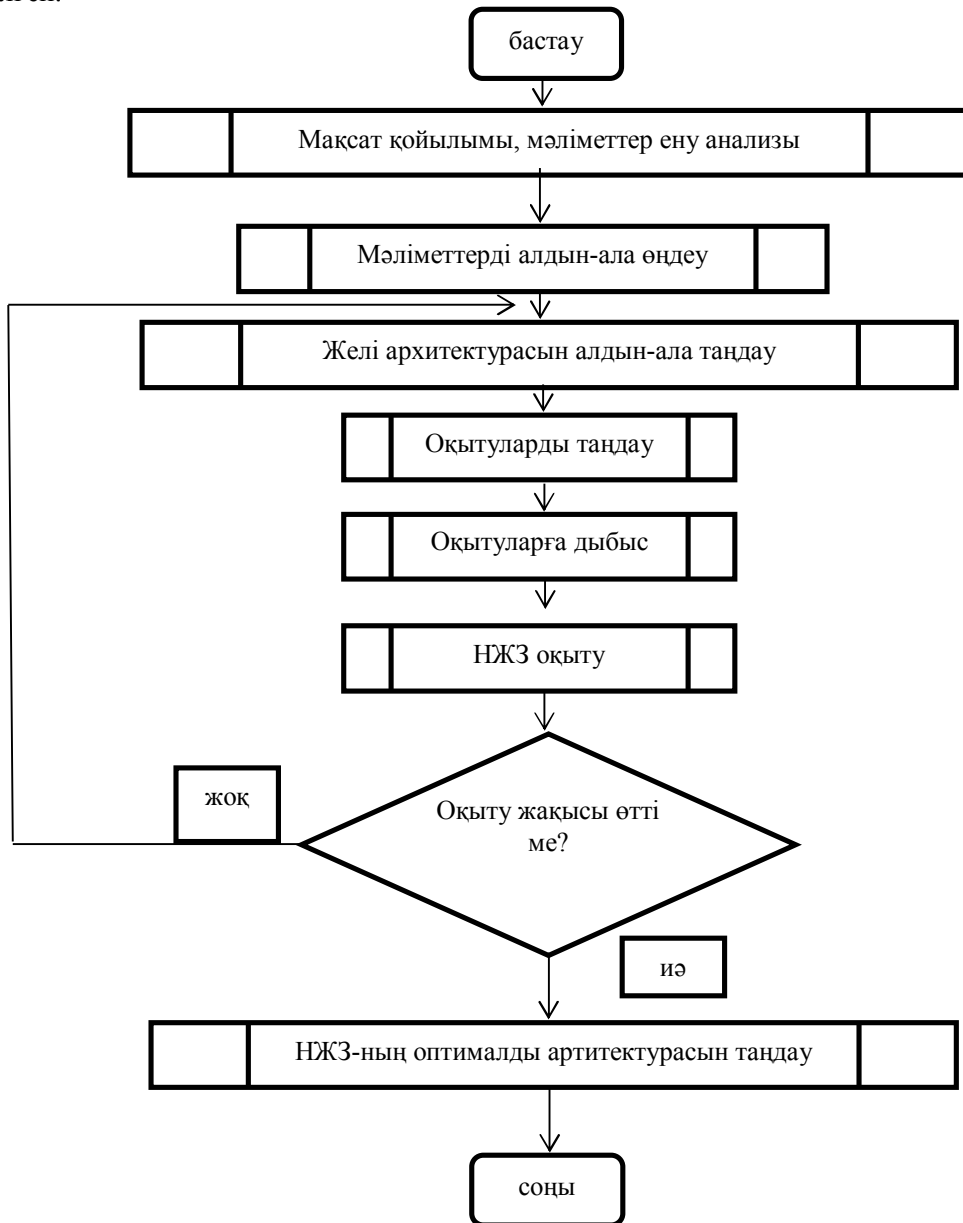 бастау
Мақсат қойылымы, мәліметтер ену анализы
Мәліметтерді алдын-ала өңдеу
Желі архитектурасын алдын-ала таңдау
Оқытуларды таңдау
Оқытуларға дыбыс
НЖЗ оқыту
Оқыту жақысы өтті
ме?
жоқ
иә
НЖЗ-ның оптималды артитектурасын таңдау
соңы